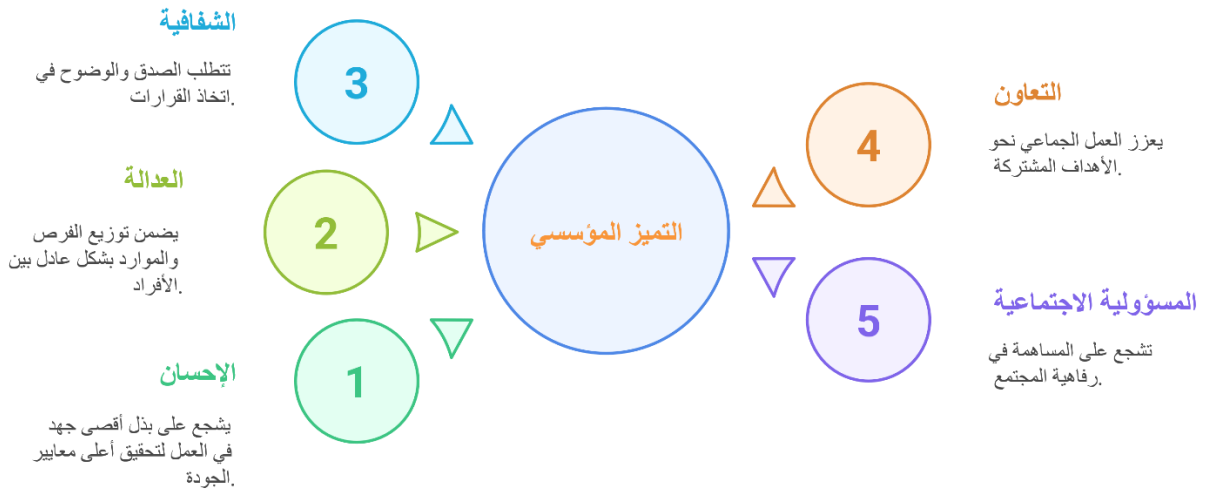 التميز المؤسسي
1
الإحسان
يشجع على بذل أقصى جهد
في العمل لتحقيق أعلى معايير
الجودة.
2
العدالة
يضمن توزيع الفرص
والموارد بشكل عادل بين
الأفراد.
3
الشفافية
تتطلب الصدق والوضوح في
اتخاذ القرارات.
4
التعاون
يعزز العمل الجماعي نحو
الأهداف المشتركة.
5
المسؤولية الاجتماعية
تشجع على المساهمة في
رفاهية المجتمع.